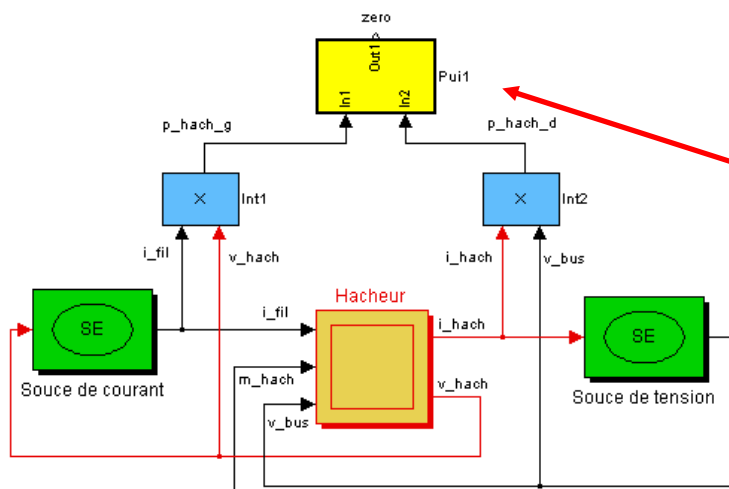 zero
Out1
In1
In2
Pui1
p_hach_g
p_hach_d
×
Int1
×
Int2
i_fil
v_hach
i_hach
v_bus
Hacheur
SE
i_fil
i_hach
SE
Souce de courant
m_hach
v_hach
Souce de tension
v_bus